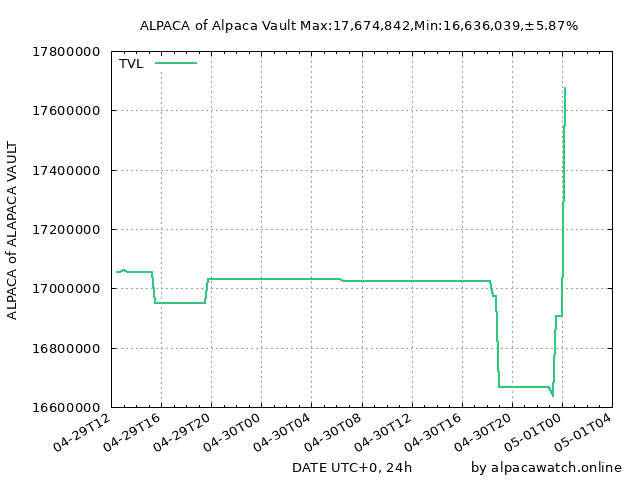 ALPACA of Alpaca Vault Max:17,674,842,Min:16,636,039,±5.87%
TVL
ALPACA of ALAPACA VAULT
17800000
17600000
17400000
17200000
17000000
16800000
16600000
04-29T12
04-29T16
04-29T20
04-30T00
04-30T04
04-30T08
04-30T12
04-30T16
04-30T20
05-01T00
05-01T04
DATE UTC+0, 24h
by alpacawatch.online